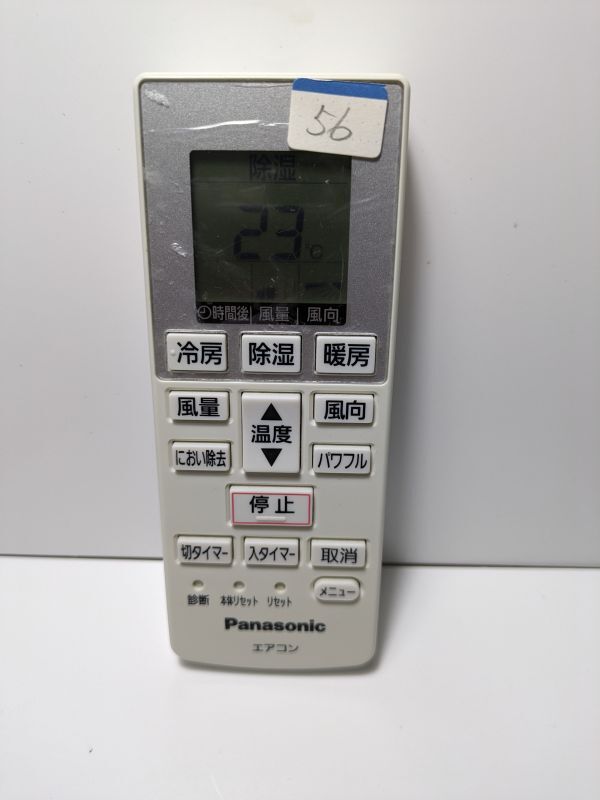 56
除湿
23℃
時間後 風量 風向
冷房 除湿 暖房
風量 温度 風向
におい除去 パワフル
停止
切タイマー 入タイマー 取消
診断 本体リセット リセット メニュー
Panasonic
エアコン